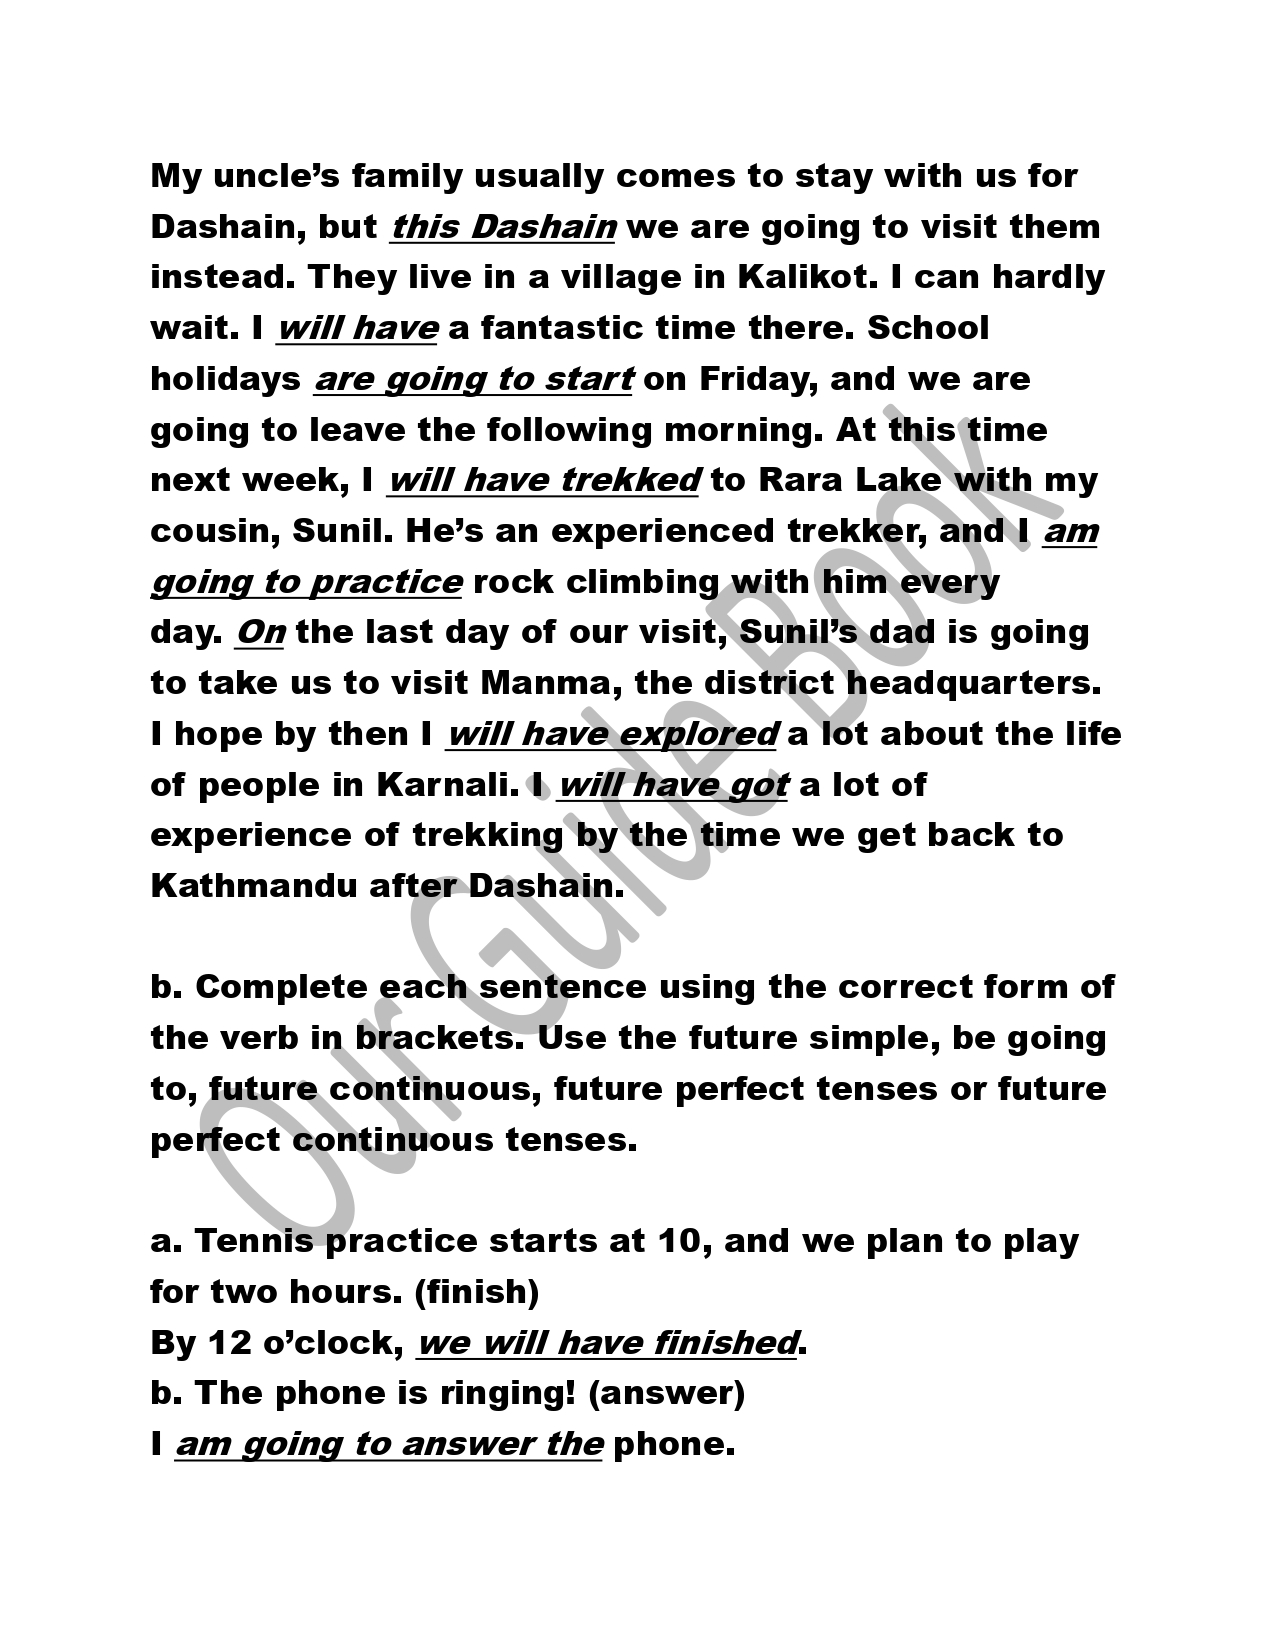 My uncle’s family usually comes to stay with us for
Dashain, but this Dashain we are going to visit them
instead. They live in a village in Kalikot. I can hardly
wait. I will have a fantastic time there. School
holidays are going to start on Friday, and we are
going to leave the following morning. At this time
next week, I will have trekked to Rara Lake with my
cousin, Sunil. He’s an experienced trekker, and I am
going to practice rock climbing with him every
day. On the last day of our visit, Sunil’s dad is going
to take us to visit Manma, the district headquarters.
I hope by then I will have explored a lot about the life
of people in Karnali. I will have got a lot of
experience of trekking by the time we get back to
Kathmandu after Dashain.
b. Complete each sentence using the correct form of
the verb in brackets. Use the future simple, be going
to, future continuous, future perfect tenses or future
perfect continuous tenses.
a. Tennis practice starts at 10, and we plan to play
for two hours. (finish)
By 12 o’clock, we will have finished.
b. The phone is ringing! (answer)
I am going to answer the phone.
Our Guide Book